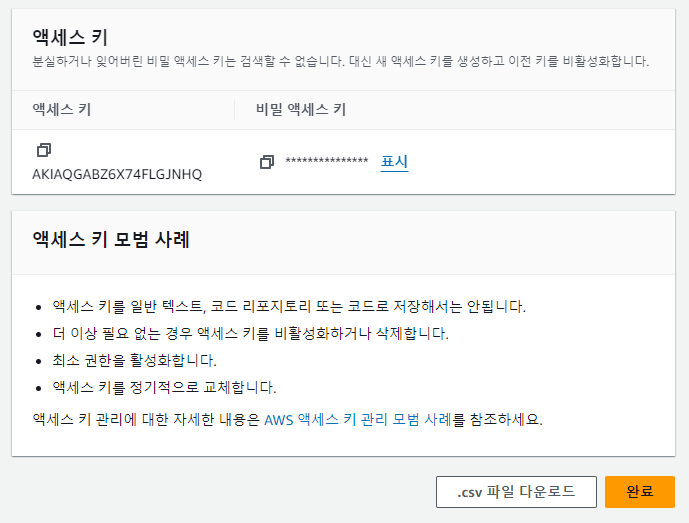 액세스 키
분실하거나 잊어버린 비밀 액세스 키는 검색할 수 없습니다. 대신 새 액세스 키를 생성하고 이전 키를 비활성화합니다.
액세스 키 비밀 액세스 키
AKIAQGABZ6X74FLGJNHQ
*************** 표시
액세스 키 모범 사례
• 액세스 키를 일반 텍스트, 코드 리포지토리 또는 코드로 저장해서는 안됩니다.
• 더 이상 필요 없는 경우 액세스 키를 비활성화하거나 삭제합니다.
• 최소 권한을 활성화합니다.
• 액세스 키를 정기적으로 교체합니다.
액세스 키 관리에 대한 자세한 내용은 AWS 액세스 키 관리 모범 사례를 참조하세요.
.csv 파일 다운로드 완료